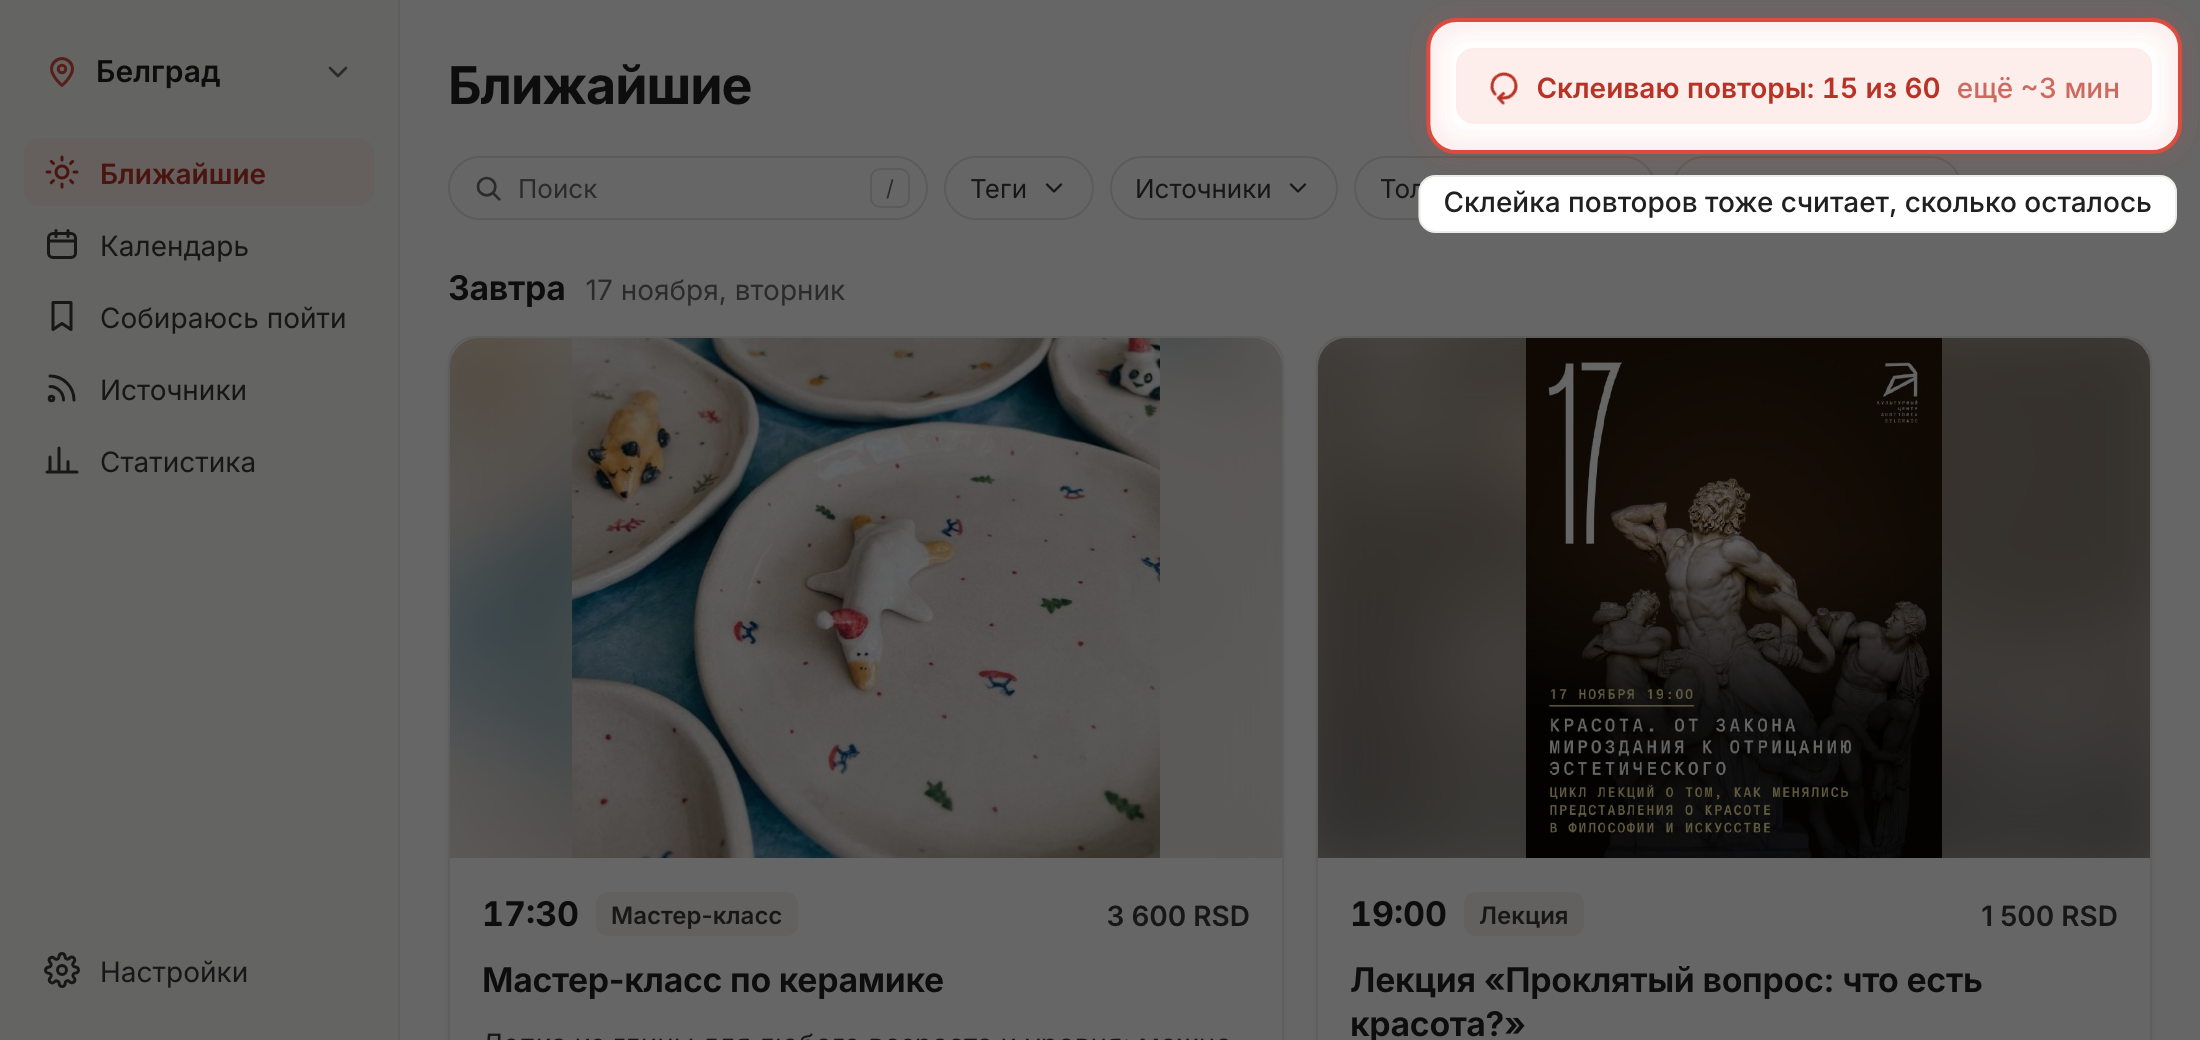 Белград
Ближайшие
Календарь
Собираюсь пойти
Источники
Статистика
Настройки
Ближайшие
Склеиваю повторы: 15 из 60 ещё ~3 мин
Поиск /
Теги
Источники
Склейка повторов тоже считает, сколько осталось
Завтра 17 ноября, вторник
17
КУЛЬТУРНЫЙ
ЦЕНТР
17 НОЯБРЯ 19:00
КРАСОТА. ОТ ЗАКОНА
МИРОЗДАНИЯ К ОТРИЦАНИЮ
ЭСТЕТИЧЕСКОГО
ЦИКЛ ЛЕКЦИЙ О ТОМ, КАК МЕНЯЛИСЬ
ПРЕДСТАВЛЕНИЯ О КРАСОТЕ
В ФИЛОСОФИИ И ИСКУССТВЕ
17:30 Мастер-класс 3 600 RSD
Мастер-класс по керамике
19:00 Лекция 1 500 RSD
Лекция «Проклятый вопрос: что есть
красота?»